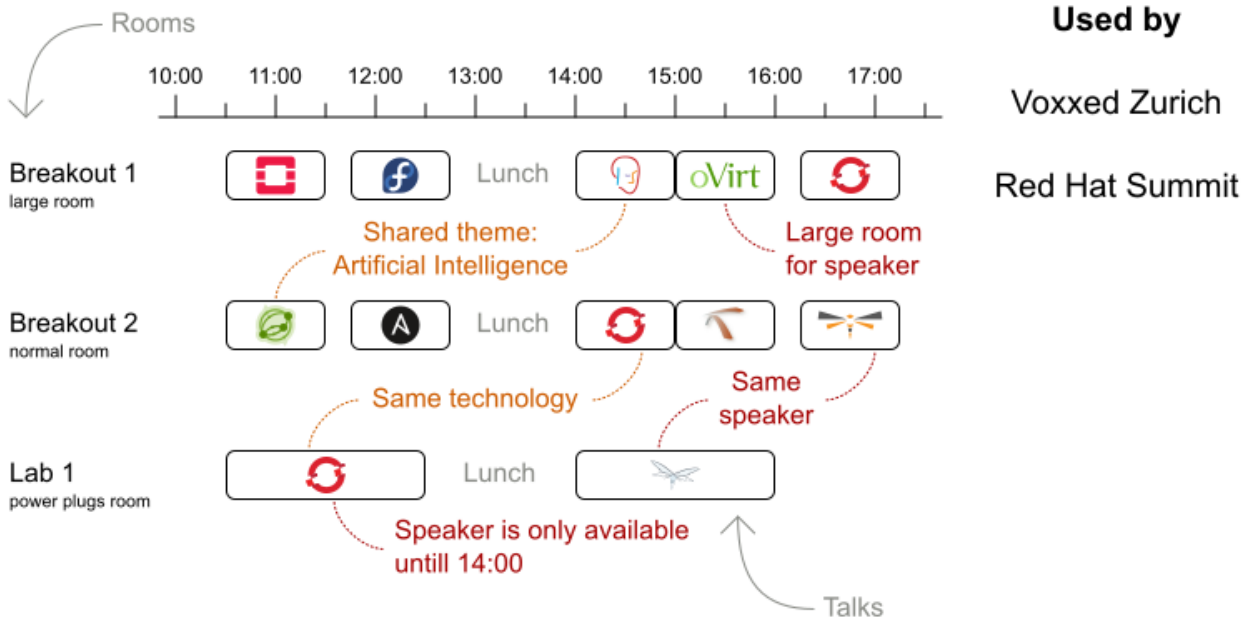 Rooms
Used by
10:00 11:00 12:00 13:00 14:00 15:00 16:00 17:00
Voxxed Zurich
Red Hat Summit
Breakout 1
large room
Lunch
oVirt
Shared theme:
Artificial Intelligence
Large room
for speaker
Breakout 2
normal room
Lunch
Same technology
Same
speaker
Lab 1
power plugs room
Lunch
Speaker is only available
untill 14:00
Talks